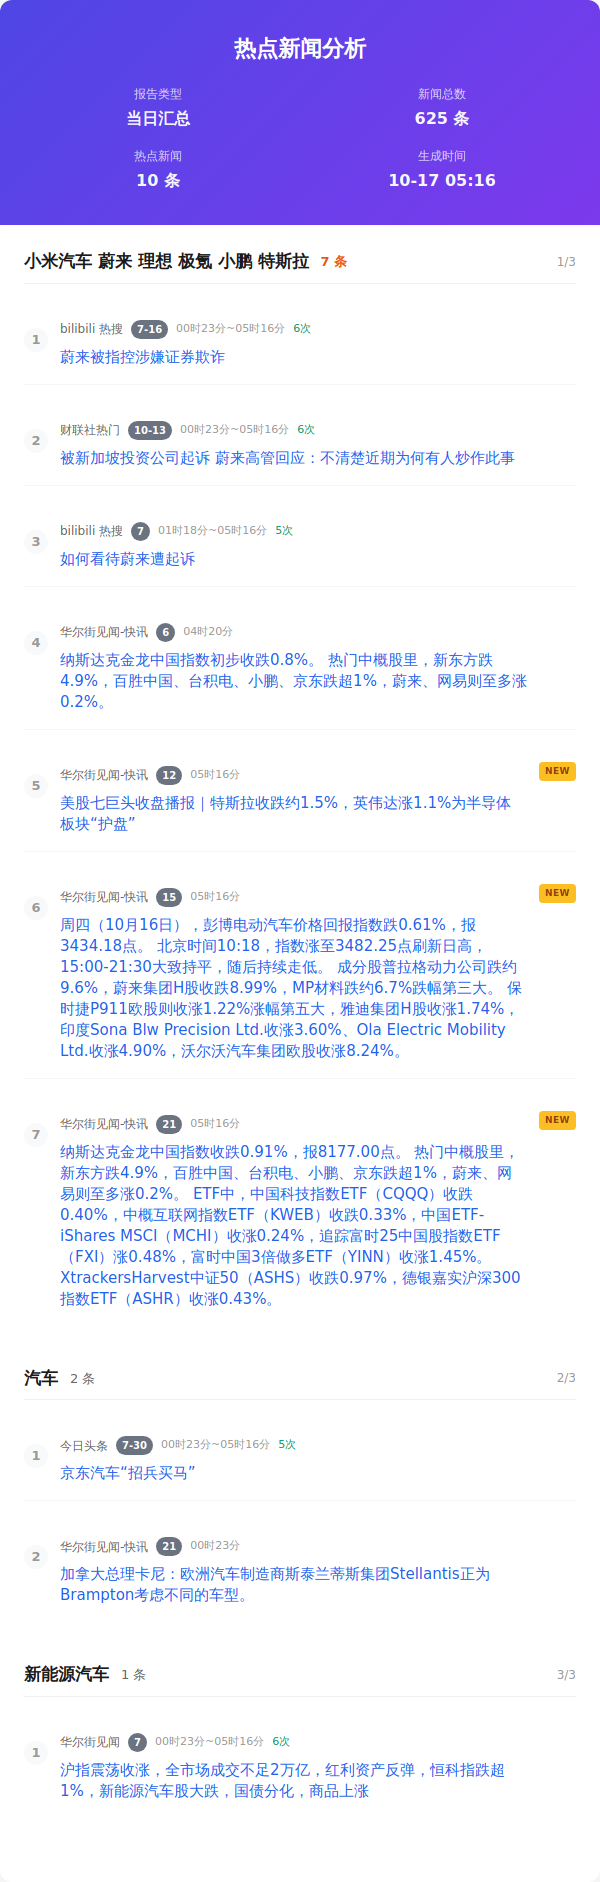 热点新闻分析
报告类型
新闻总数
当日汇总
625 条
热点新闻
生成时间
10 条
10-17 05:16
小米汽车 蔚来 理想 极氪 小鹏 特斯拉 7 条 1/3
1
bilibili 热搜 7-16 00时23分~05时16分 6次
蔚来被指控涉嫌证券欺诈
2
财联社热门 10-13 00时23分~05时16分 6次
被新加坡投资公司起诉 蔚来高管回应：不清楚近期为何有人炒作此事
3
bilibili 热搜 7 01时18分~05时16分 5次
如何看待蔚来遭起诉
4
华尔街见闻-快讯 6 04时20分
纳斯达克金龙中国指数初步收跌0.8%。 热门中概股里，新东方跌
4.9%，百胜中国、台积电、小鹏、京东跌超1%，蔚来、网易则至多涨
0.2%。
5
华尔街见闻-快讯 12 05时16分 NEW
美股七巨头收盘播报｜特斯拉收跌约1.5%，英伟达涨1.1%为半导体
板块“护盘”
6
华尔街见闻-快讯 15 05时16分 NEW
周四（10月16日），彭博电动汽车价格回报指数跌0.61%，报
3434.18点。 北京时间10:18，指数涨至3482.25点刷新日高，
15:00-21:30大致持平，随后持续走低。 成分股普拉格动力公司跌约
9.6%，蔚来集团H股收跌8.99%，MP材料跌约6.7%跌幅第三大。 保
时捷P911欧股则收涨1.22%涨幅第五大，雅迪集团H股收涨1.74%，
印度Sona Blw Precision Ltd.收涨3.60%、Ola Electric Mobility
Ltd.收涨4.90%，沃尔沃汽车集团欧股收涨8.24%。
7
华尔街见闻-快讯 21 05时16分 NEW
纳斯达克金龙中国指数收跌0.91%，报8177.00点。 热门中概股里，
新东方跌4.9%，百胜中国、台积电、小鹏、京东跌超1%，蔚来、网
易则至多涨0.2%。 ETF中，中国科技指数ETF（CQQQ）收跌
0.40%，中概互联网指数ETF（KWEB）收跌0.33%，中国ETF-
iShares MSCI（MCHI）收涨0.24%，追踪富时25中国股指数ETF
（FXI）涨0.48%，富时中国3倍做多ETF（YINN）收涨1.45%。
XtrackersHarvest中证50（ASHS）收跌0.97%，德银嘉实沪深300
指数ETF（ASHR）收涨0.43%。
汽车 2 条 2/3
1
今日头条 7-30 00时23分~05时16分 5次
京东汽车“招兵买马”
2
华尔街见闻-快讯 21 00时23分
加拿大总理卡尼：欧洲汽车制造商斯泰兰蒂斯集团Stellantis正为
Brampton考虑不同的车型。
新能源汽车 1 条 3/3
1
华尔街见闻 7 00时23分~05时16分 6次
沪指震荡收涨，全市场成交不足2万亿，红利资产反弹，恒科指跌超
1%，新能源汽车股大跌，国债分化，商品上涨